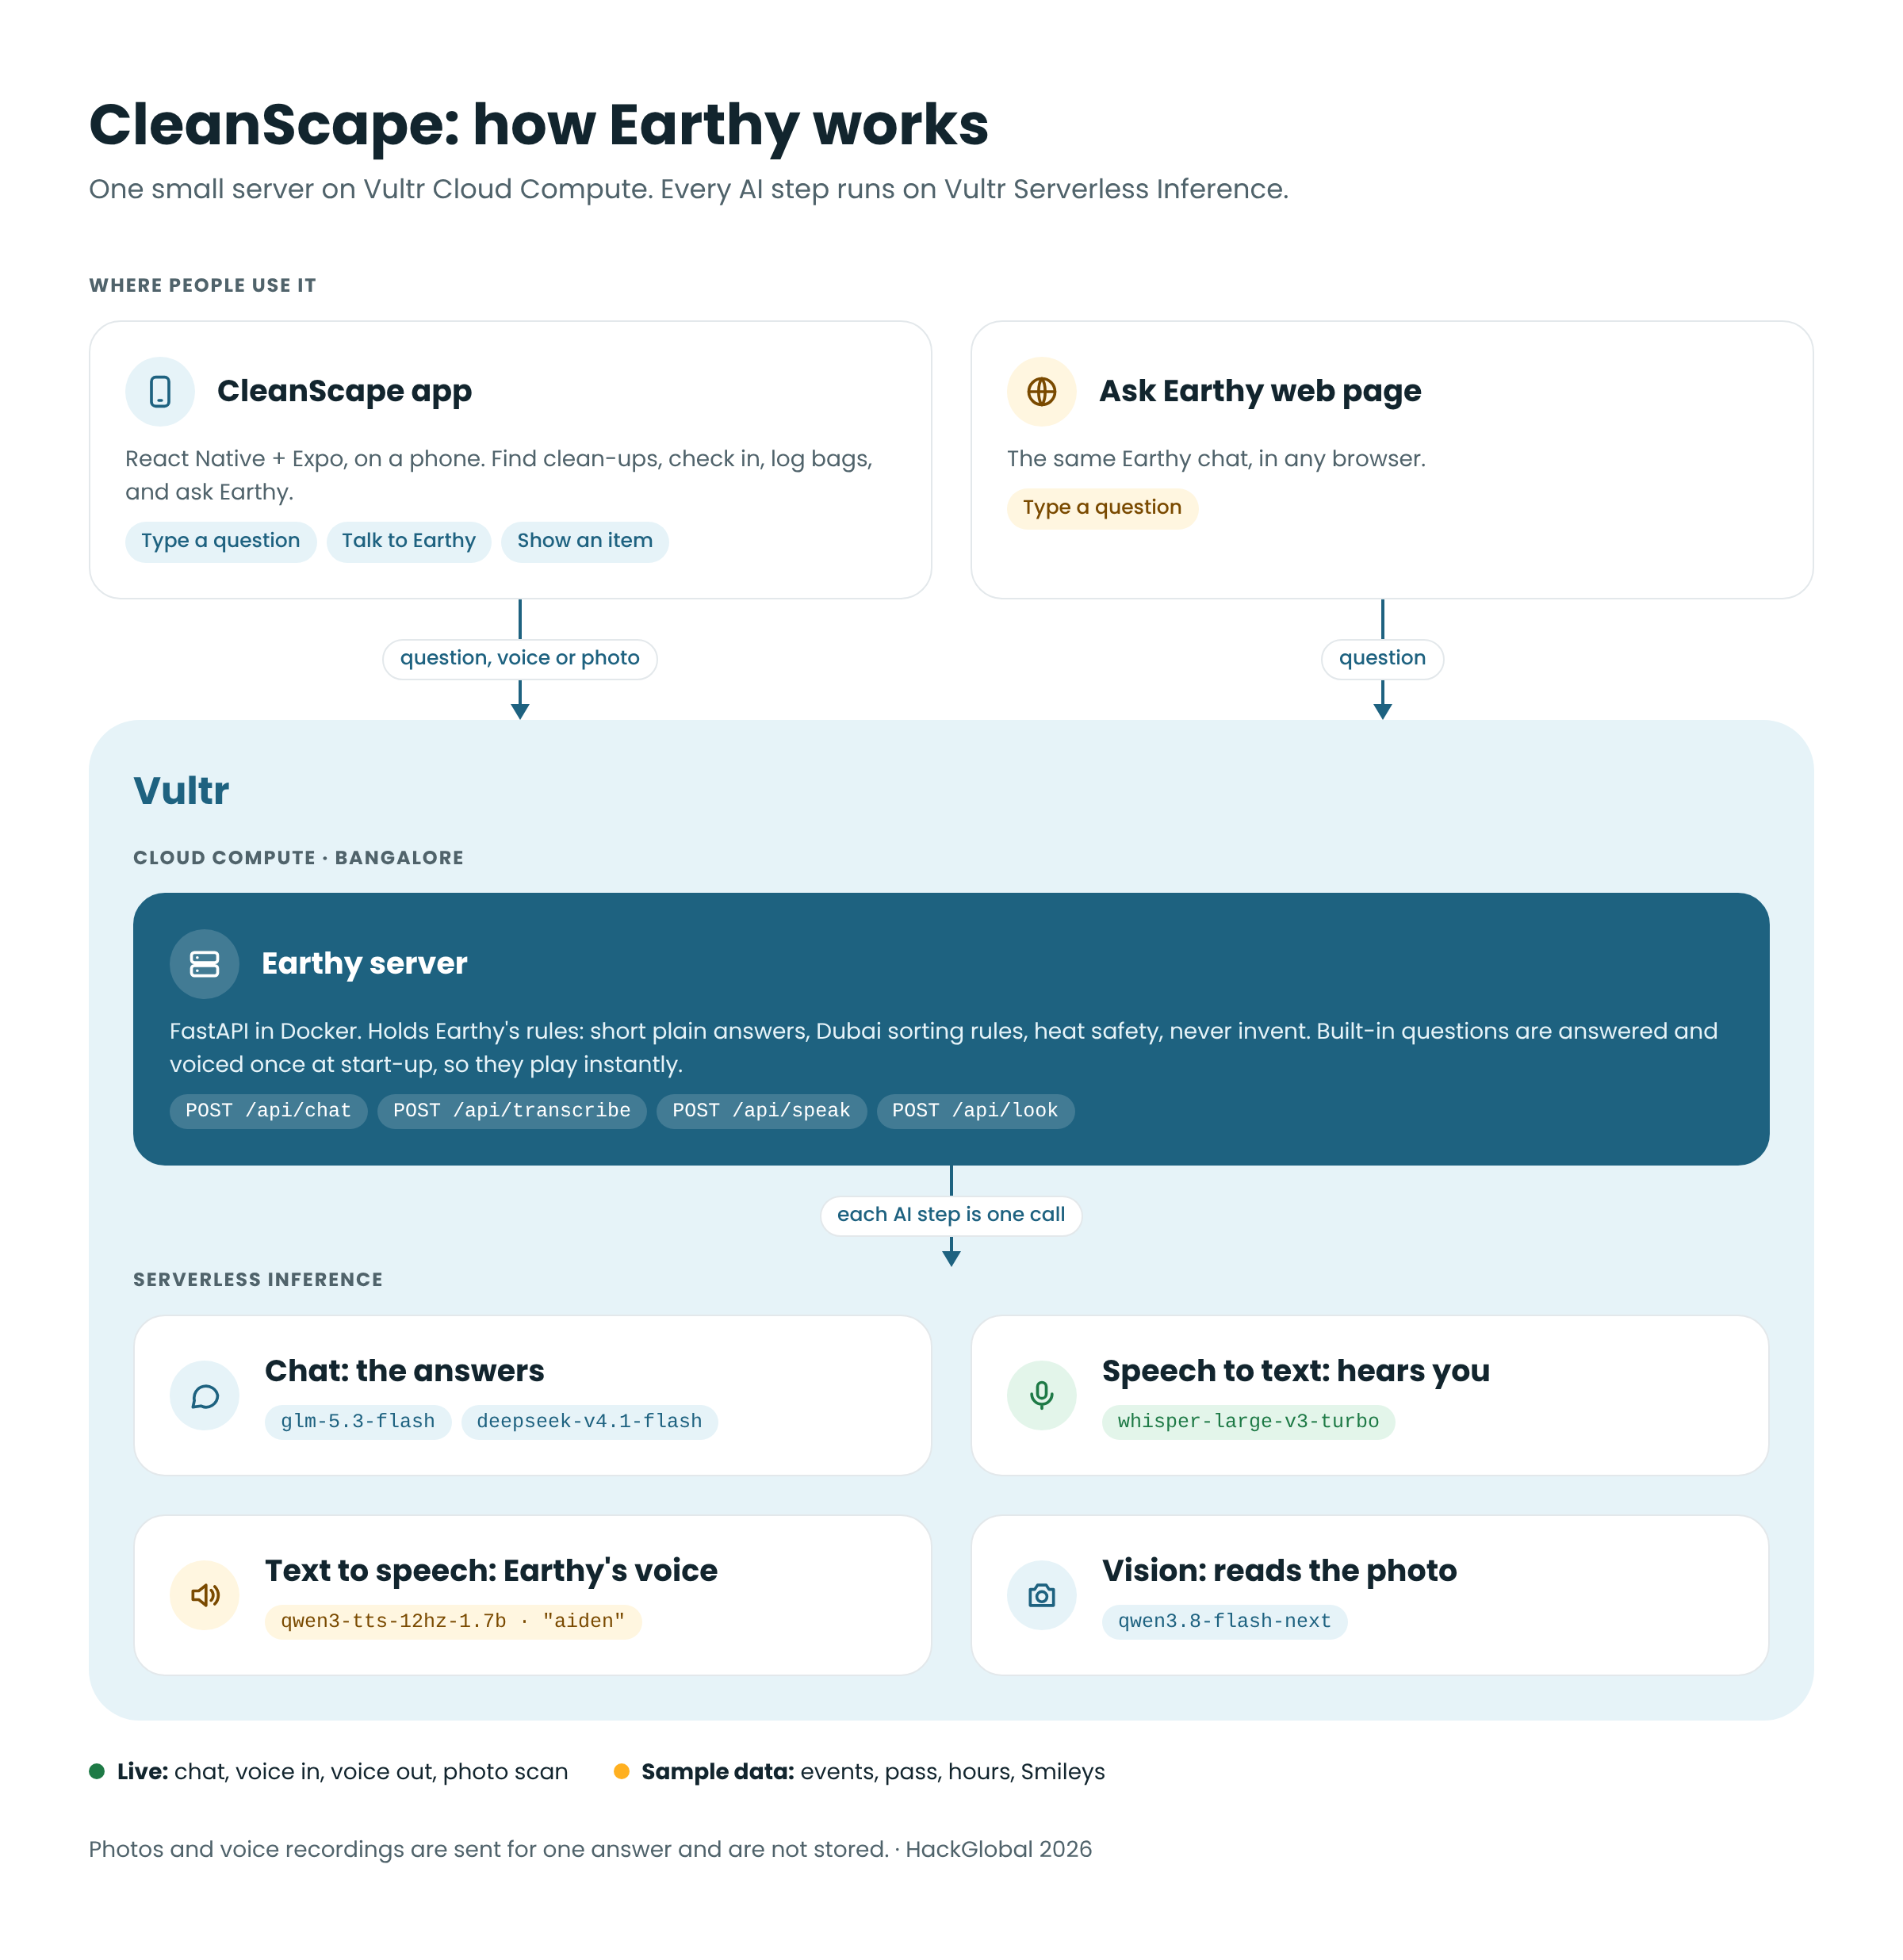 CleanScape: how Earthy works
One small server on Vultr Cloud Compute. Every AI step runs on Vultr Serverless Inference.
WHERE PEOPLE USE IT
CleanScape app
React Native + Expo, on a phone. Find clean-ups, check in, log bags,
and ask Earthy.
Type a question
Talk to Earthy
Show an item
Ask Earthy web page
The same Earthy chat, in any browser.
Type a question
question, voice or photo
question
Vultr
CLOUD COMPUTE · BANGALORE
Earthy server
FastAPI in Docker. Holds Earthy's rules: short plain answers, Dubai sorting rules, heat safety, never invent. Built-in questions are answered and
voiced once at start-up, so they play instantly.
POST /api/chat
POST /api/transcribe
POST /api/speak
POST /api/look
each AI step is one call
SERVERLESS INFERENCE
Chat: the answers
glm-5.3-flash
deepseek-v4.1-flash
Speech to text: hears you
whisper-large-v3-turbo
Text to speech: Earthy's voice
qwen3-tts-12hz-1.7b · "aiden"
Vision: reads the photo
qwen3.8-flash-next
Live: chat, voice in, voice out, photo scan
Sample data: events, pass, hours, Smileys
Photos and voice recordings are sent for one answer and are not stored. · HackGlobal 2026